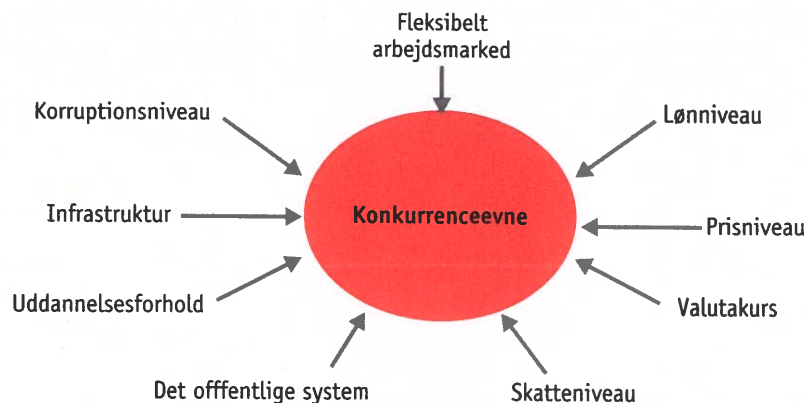 Fleksibelt
arbejdsmarked
Korruptionsniveau
Lønniveau
Infrastruktur
Konkurrenceevne
Prisniveau
Uddannelsesforhold
Valutakurs
Det offfentlige system
Skatteniveau